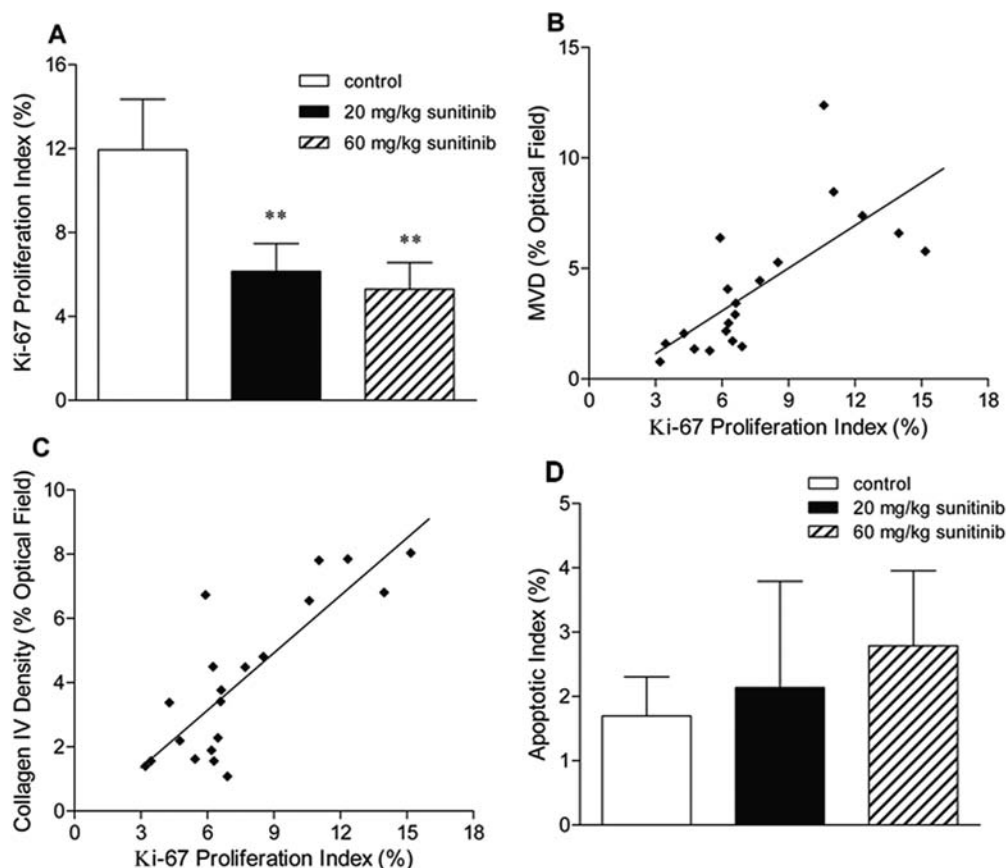 A
16
12
8
4
0
Ki-67 Proliferation Index (%)
control
20 mg/kg sunitinib
60 mg/kg sunitinib
**
**
B
15
10
5
0
MVD (% Optical Field)
0 3 6 9 12 15 18
Ki-67 Proliferation Index (%)
C
10
8
6
4
2
0
Collagen IV Density (% Optical Field)
0 3 6 9 12 15 18
Ki-67 Proliferation Index (%)
D
control
20 mg/kg sunitinib
60 mg/kg sunitinib
5
4
3
2
1
0
Apoptotic Index (%)